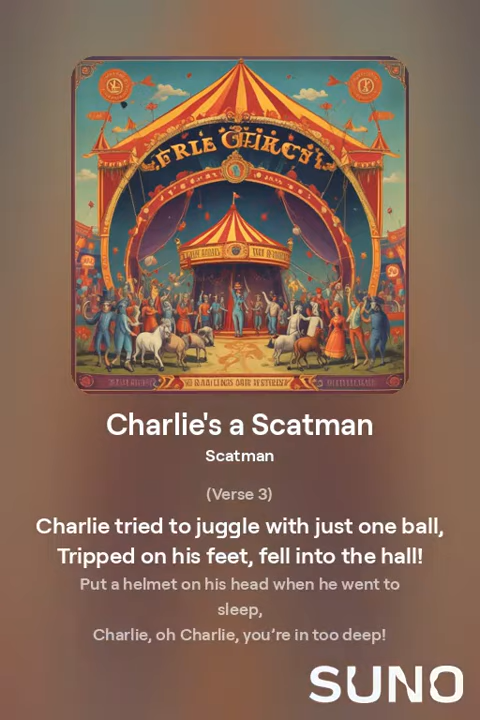 Charlie's a Scatman
Scatman
(Verse 3)
Charlie tried to juggle with just one ball,
Tripped on his feet, fell into the hall!
Put a helmet on his head when he went to
sleep,
Charlie, oh Charlie, you're in too deep!
SUNO